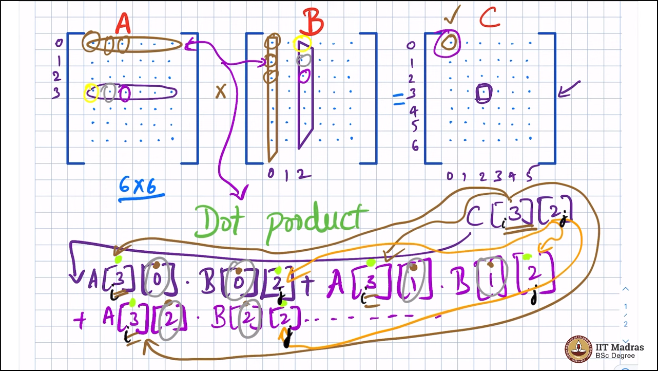 A B C
0 0
1 1
2 2
3 x = 3
4
5
6
0 1 2 0 1 2 3 4 5
6x6
Dot product C[3][2]
i j
A[3][0] . B[0][2] + A[3][1] . B[1][2]
i j i j
+ A[3][2] . B[2][2] - - - - - - - -
i j
IIT Madras
BSc Degree
1
2